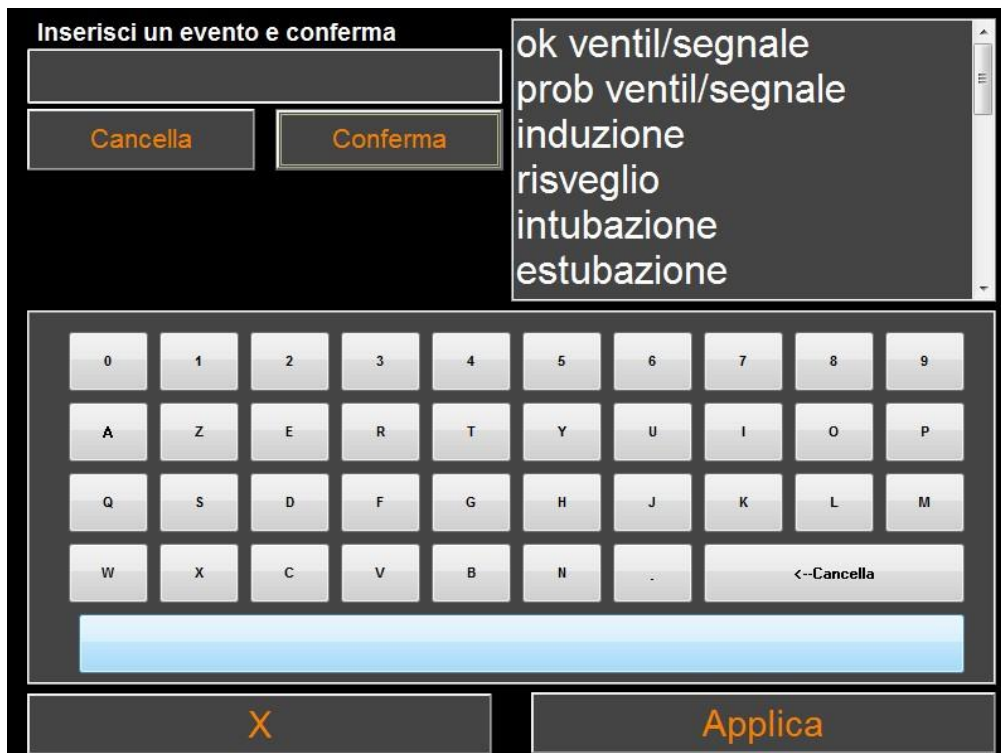 Inserisci un evento e conferma
Cancella Conferma
ok ventil/segnale
prob ventil/segnale
induzione
risveglio
intubazione
estubazione
0 1 2 3 4 5 6 7 8 9
A Z E R T Y U I O P
Q S D F G H J K L M
W X C V B N . <--Cancella
X Applica